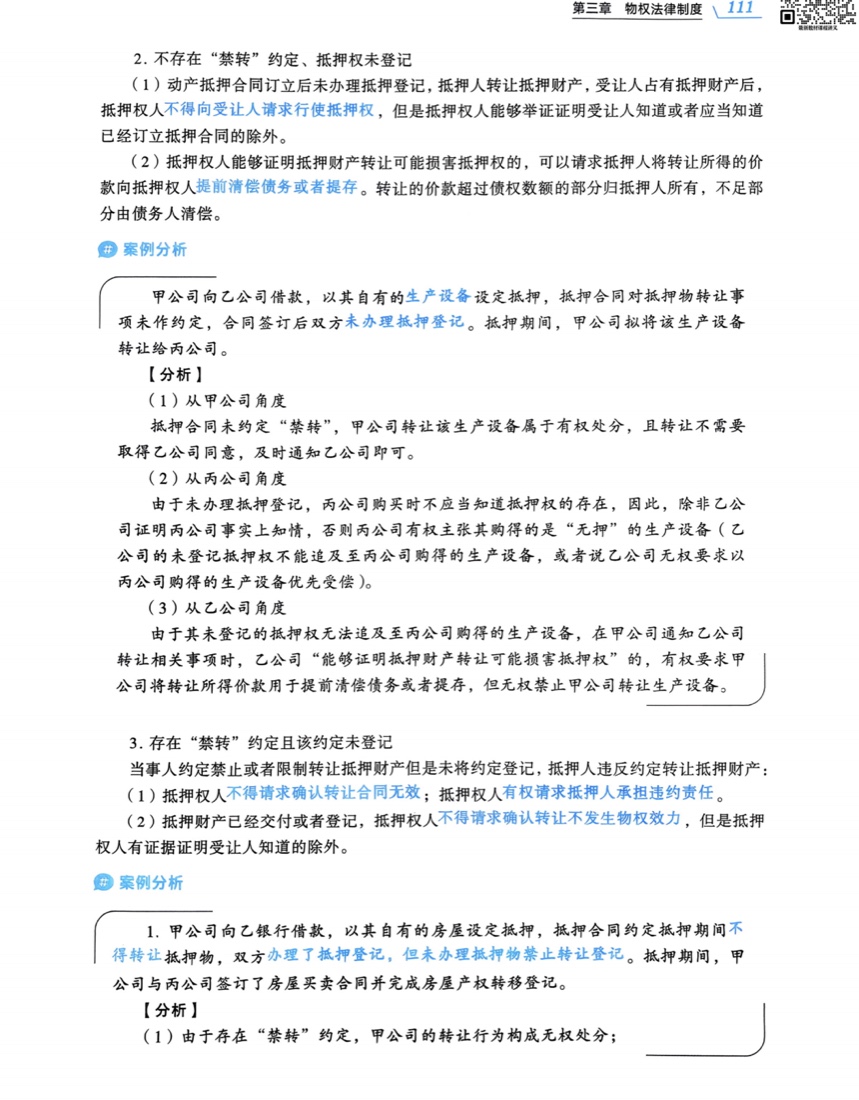 第三章　物权法律制度　111
2. 不存在“禁转”约定、抵押权未登记
（1）动产抵押合同订立后未办理抵押登记，抵押人转让抵押财产，受让人占有抵押财产后，
抵押权人不得向受让人请求行使抵押权，但是抵押权人能够举证证明受让人知道或者应当知道
已经订立抵押合同的除外。
（2）抵押权人能够证明抵押财产转让可能损害抵押权的，可以请求抵押人将转让所得的价
款向抵押权人提前清偿债务或者提存。转让的价款超过债权数额的部分归抵押人所有，不足部
分由债务人清偿。
# 案例分析
甲公司向乙公司借款，以其自有的生产设备设定抵押，抵押合同对抵押物转让事
项未作约定，合同签订后双方未办理抵押登记。抵押期间，甲公司拟将该生产设备
转让给丙公司。
【分析】
（1）从甲公司角度
抵押合同未约定“禁转”，甲公司转让该生产设备属于有权处分，且转让不需要
取得乙公司同意，及时通知乙公司即可。
（2）从丙公司角度
由于未办理抵押登记，丙公司购买时不应当知道抵押权的存在，因此，除非乙公
司证明丙公司事实上知情，否则丙公司有权主张其购得的是“无押”的生产设备（乙
公司的未登记抵押权不能追及至丙公司购得的生产设备，或者说乙公司无权要求以
丙公司购得的生产设备优先受偿）。
（3）从乙公司角度
由于其未登记的抵押权无法追及至丙公司购得的生产设备，在甲公司通知乙公司
转让相关事项时，乙公司“能够证明抵押财产转让可能损害抵押权”的，有权要求甲
公司将转让所得价款用于提前清偿债务或者提存，但无权禁止甲公司转让生产设备。
3. 存在“禁转”约定且该约定未登记
当事人约定禁止或者限制转让抵押财产但是未将约定登记，抵押人违反约定转让抵押财产：
（1）抵押权人不得请求确认转让合同无效；抵押权人有权请求抵押人承担违约责任。
（2）抵押财产已经交付或者登记，抵押权人不得请求确认转让不发生物权效力，但是抵押
权人有证据证明受让人知道的除外。
# 案例分析
1. 甲公司向乙银行借款，以其自有的房屋设定抵押，抵押合同约定抵押期间不
得转让抵押物，双方办理了抵押登记，但未办理抵押物禁止转让登记。抵押期间，甲
公司与丙公司签订了房屋买卖合同并完成房屋产权转移登记。
【分析】
（1）由于存在“禁转”约定，甲公司的转让行为构成无权处分；